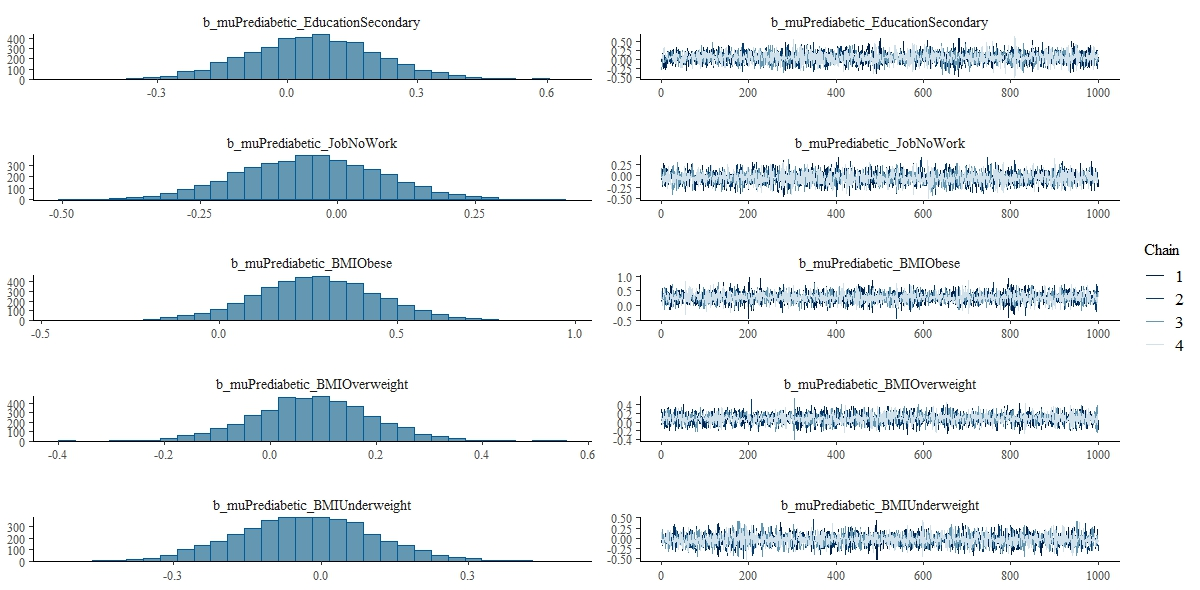 b_muPrediabetic_EducationSecondary
400
300
200
100
0
-0.3 0.0 0.3 0.6
b_muPrediabetic_EducationSecondary
0.50
0.25
0.00
-0.25
-0.50
0 200 400 600 800 1000
b_muPrediabetic_JobNoWork
300
200
100
0
-0.50 -0.25 0.00 0.25
b_muPrediabetic_JobNoWork
0.25
0.00
-0.25
-0.50
0 200 400 600 800 1000
b_muPrediabetic_BMIObese
400
300
200
100
0
-0.5 0.0 0.5 1.0
b_muPrediabetic_BMIObese
1.0
0.5
0.0
-0.5
0 200 400 600 800 1000
Chain
1
2
3
4
b_muPrediabetic_BMIOverweight
400
300
200
100
0
-0.4 -0.2 0.0 0.2 0.4 0.6
b_muPrediabetic_BMIOverweight
0.4
0.2
0.0
-0.2
-0.4
0 200 400 600 800 1000
b_muPrediabetic_BMIUnderweight
300
200
100
0
-0.3 0.0 0.3
b_muPrediabetic_BMIUnderweight
0.50
0.25
0.00
-0.25
-0.50
0 200 400 600 800 1000